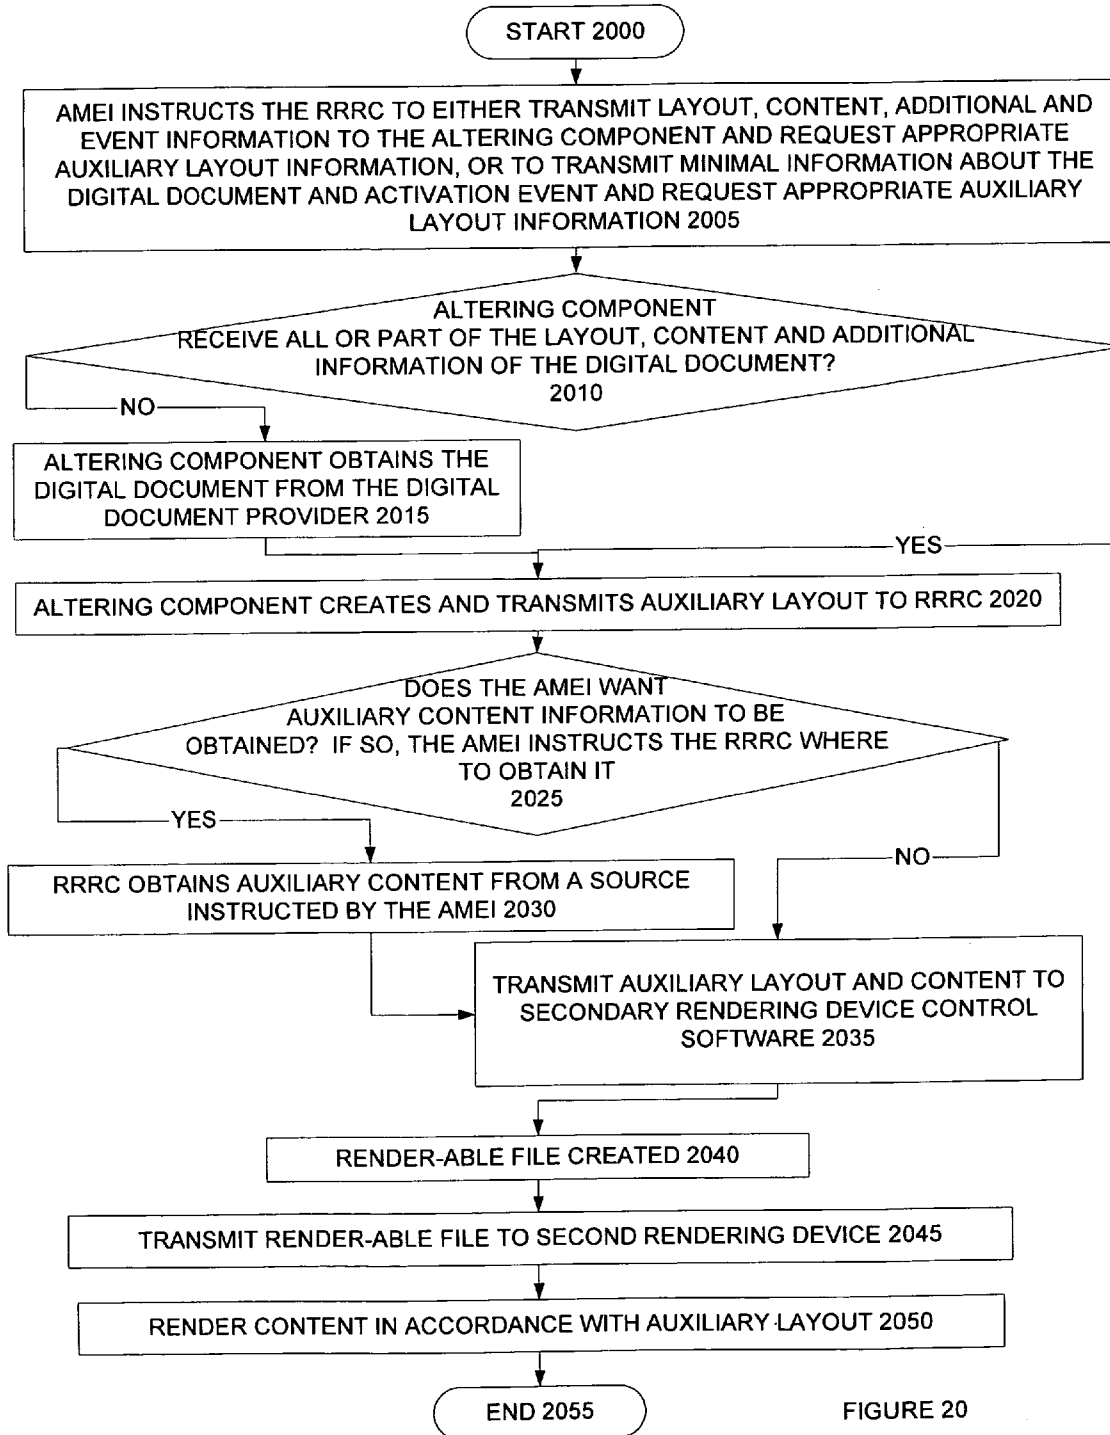 START 2000
AMEI INSTRUCTS THE RRRC TO EITHER TRANSMIT LAYOUT, CONTENT, ADDITIONAL AND
EVENT INFORMATION TO THE ALTERING COMPONENT AND REQUEST APPROPRIATE
AUXILIARY LAYOUT INFORMATION, OR TO TRANSMIT MINIMAL INFORMATION ABOUT THE
DIGITAL DOCUMENT AND ACTIVATION EVENT AND REQUEST APPROPRIATE AUXILIARY
LAYOUT INFORMATION 2005
ALTERING COMPONENT
RECEIVE ALL OR PART OF THE LAYOUT, CONTENT AND ADDITIONAL
INFORMATION OF THE DIGITAL DOCUMENT?
2010
NO
ALTERING COMPONENT OBTAINS THE
DIGITAL DOCUMENT FROM THE DIGITAL
DOCUMENT PROVIDER 2015
YES
ALTERING COMPONENT CREATES AND TRANSMITS AUXILIARY LAYOUT TO RRRC 2020
DOES THE AMEI WANT
AUXILIARY CONTENT INFORMATION TO BE
OBTAINED? IF SO, THE AMEI INSTRUCTS THE RRRC WHERE
TO OBTAIN IT
2025
YES
NO
RRRC OBTAINS AUXILIARY CONTENT FROM A SOURCE
INSTRUCTED BY THE AMEI 2030
TRANSMIT AUXILIARY LAYOUT AND CONTENT TO
SECONDARY RENDERING DEVICE CONTROL
SOFTWARE 2035
RENDER-ABLE FILE CREATED 2040
TRANSMIT RENDER-ABLE FILE TO SECOND RENDERING DEVICE 2045
RENDER CONTENT IN ACCORDANCE WITH AUXILIARY LAYOUT 2050
END 2055
FIGURE 20